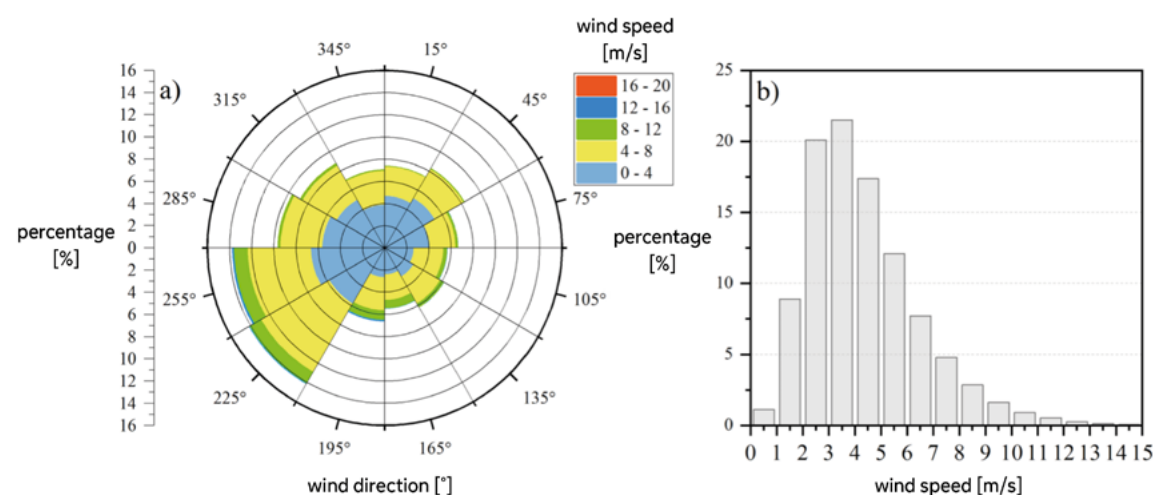 wind speed
[m/s]
16 - 20
12 - 16
8 - 12
4 - 8
0 - 4
a)
345°
15°
315°
45°
285°
75°
255°
105°
225°
135°
195°
165°
16
14
12
10
8
6
4
2
0
2
4
6
8
10
12
14
16
percentage
[%]
wind direction [°]
b)
25
20
15
10
5
0
percentage
[%]
0 1 2 3 4 5 6 7 8 9 10 11 12 13 14 15
wind speed [m/s]